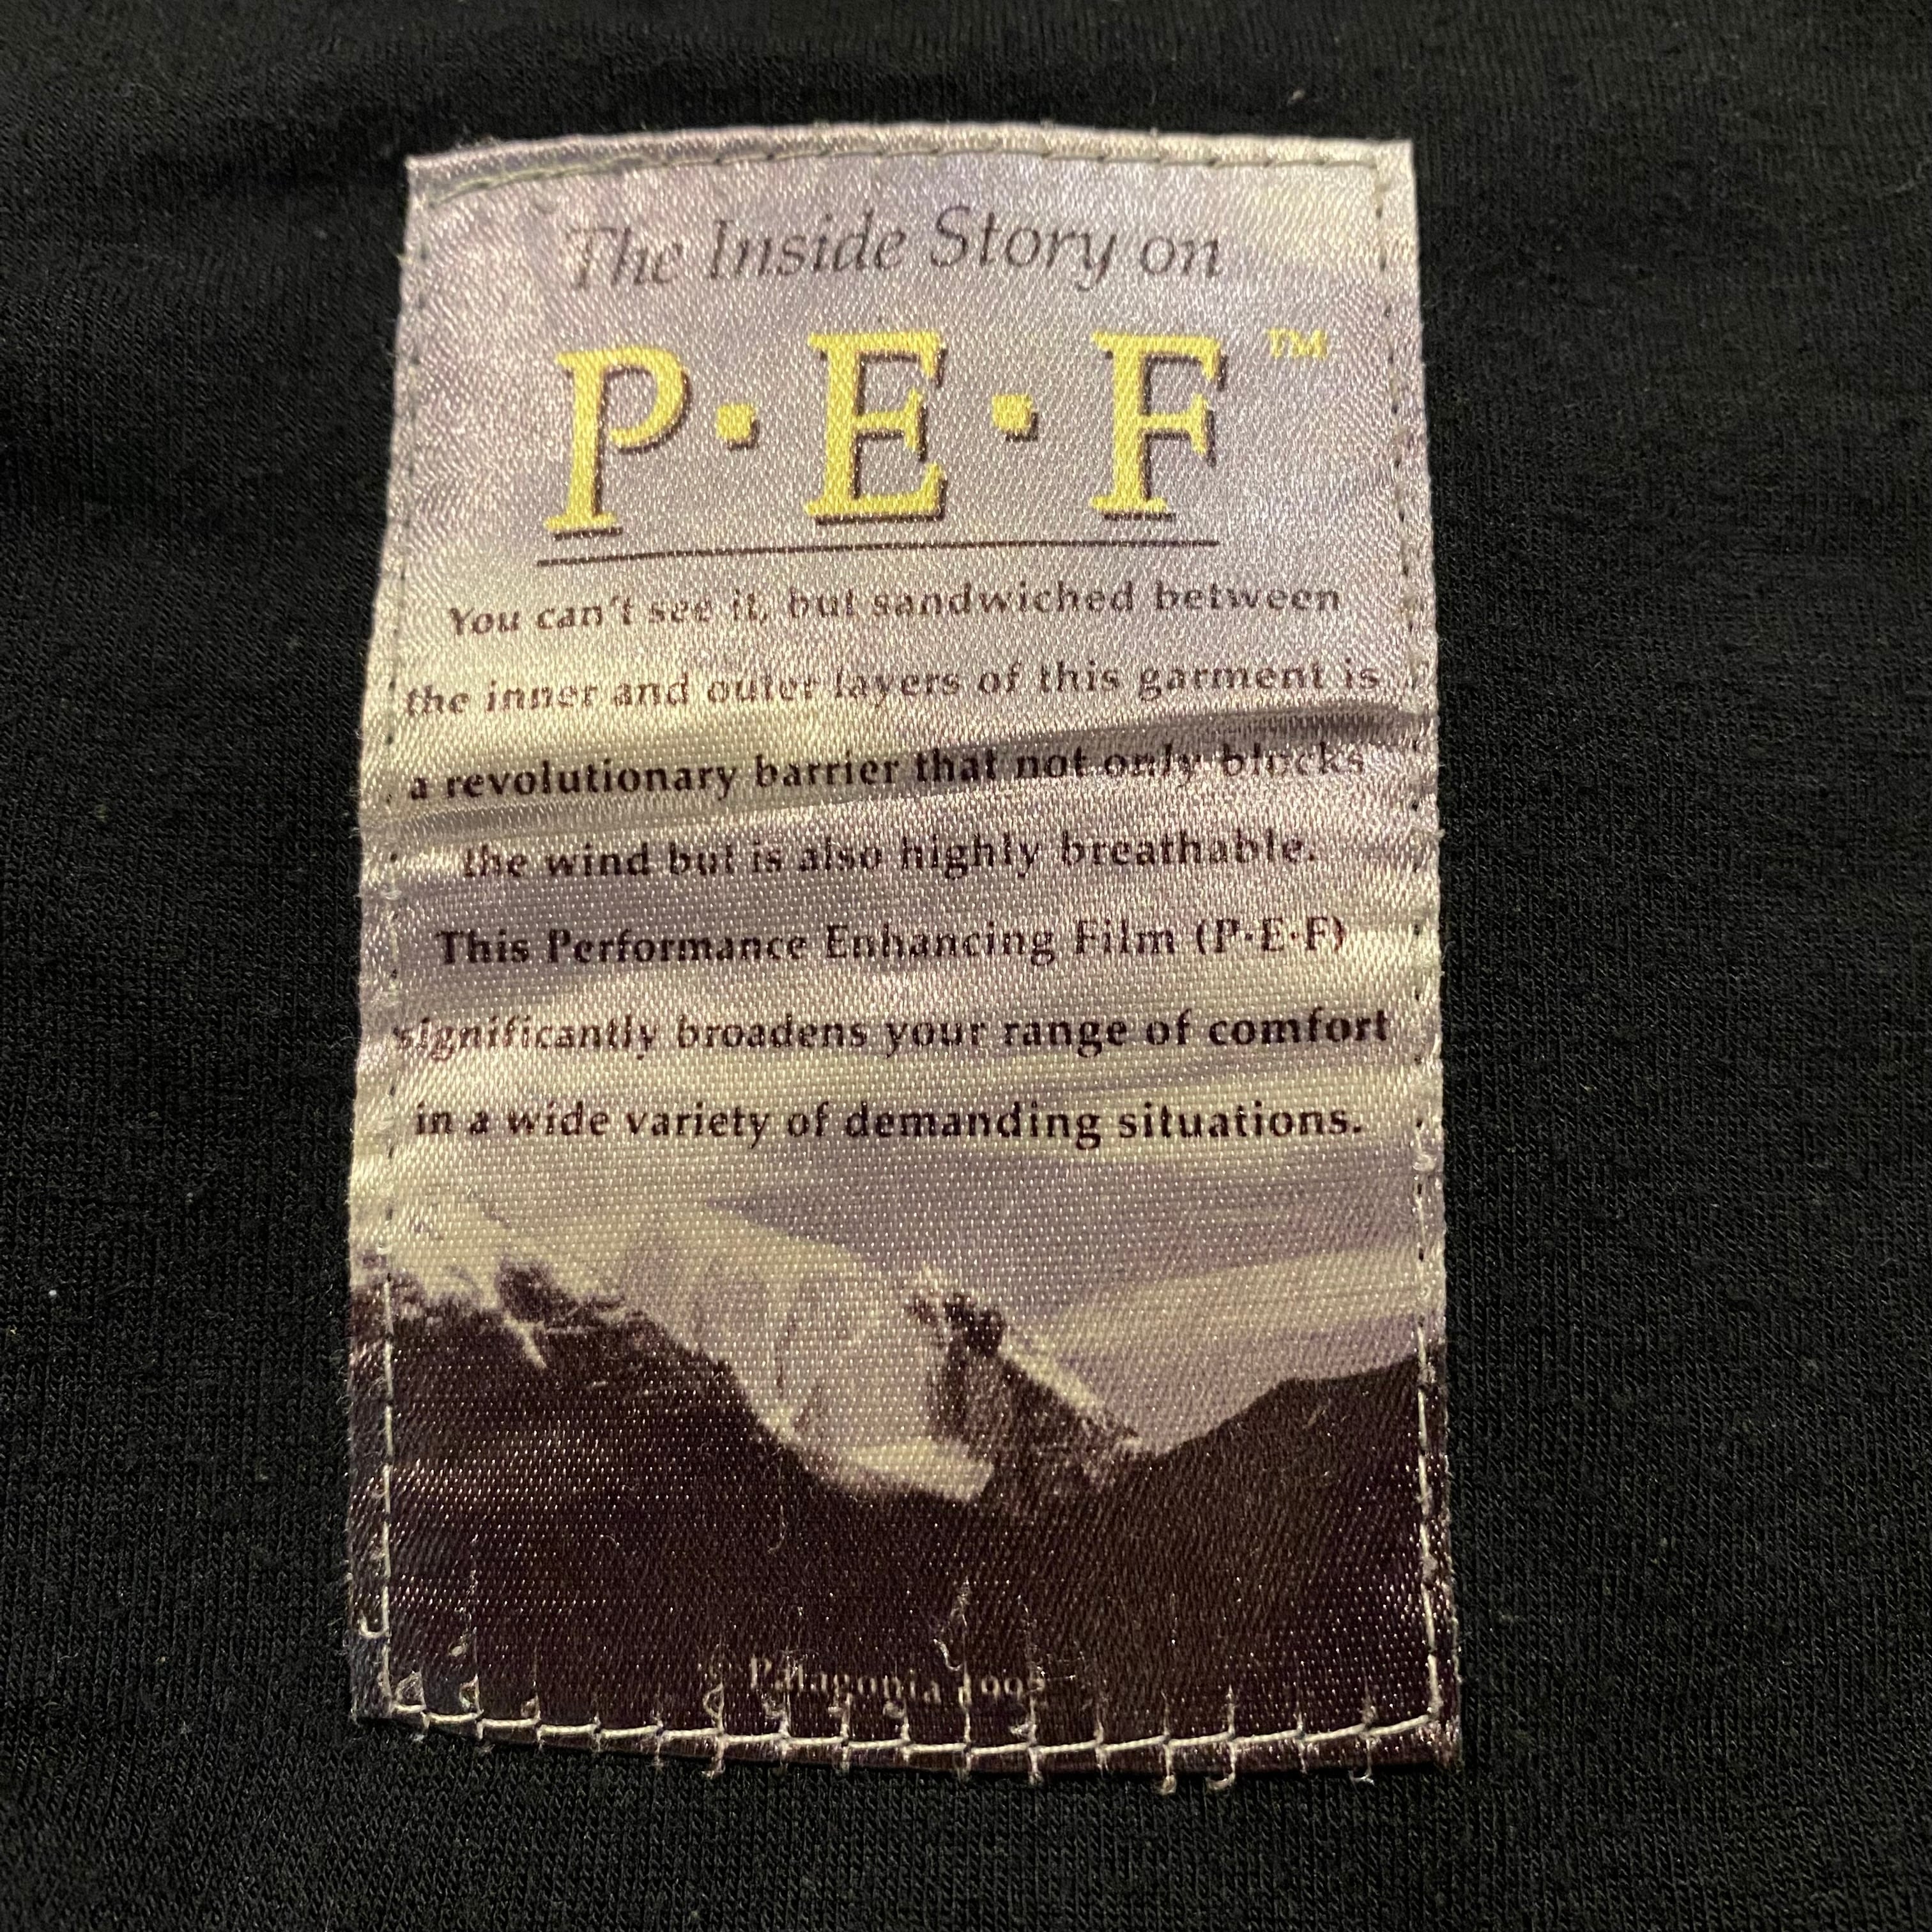 The Inside Story on
P·E·F™
You can't see it, but sandwiched between
the inner and outer layers of this garment is
a revolutionary barrier that not only blocks
the wind but is also highly breathable.
This Performance Enhancing Film (P·E·F)
significantly broadens your range of comfort
in a wide variety of demanding situations.
© Patagonia